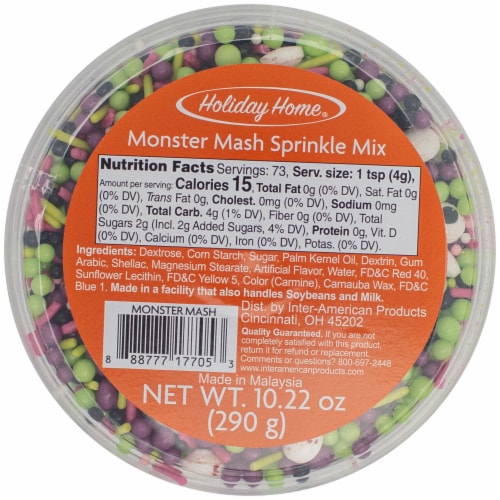 Holiday Home®
Monster Mash Sprinkle Mix
Nutrition Facts Servings: 73, Serv. size: 1 tsp (4g),
Amount per serving: Calories 15, Total Fat 0g (0% DV), Sat. Fat 0g
(0% DV), Trans Fat 0g, Cholest. 0mg (0% DV), Sodium 0mg
(0% DV), Total Carb. 4g (1% DV), Fiber 0g (0% DV), Total
Sugars 2g (Incl. 2g Added Sugars, 4% DV), Protein 0g, Vit. D
(0% DV), Calcium (0% DV), Iron (0% DV), Potas. (0% DV).
Ingredients: Dextrose, Corn Starch, Sugar, Palm Kernel Oil, Dextrin, Gum
Arabic, Shellac, Magnesium Stearate, Artificial Flavor, Water, FD&C Red 40,
Sunflower Lecithin, FD&C Yellow 5, Color (Carmine), Carnauba Wax, FD&C
Blue 1. Made in a facility that also handles Soybeans and Milk.
MONSTER MASH
8 88777 17705 3
Dist. by Inter-American Products
Cincinnati, OH 45202
Quality Guaranteed. If you are not
completely satisfied with this product,
return it for refund or replacement.
Comments or questions? 800-697-2448
www.interamericanproducts.com
Made in Malaysia
NET WT. 10.22 oz
(290 g)